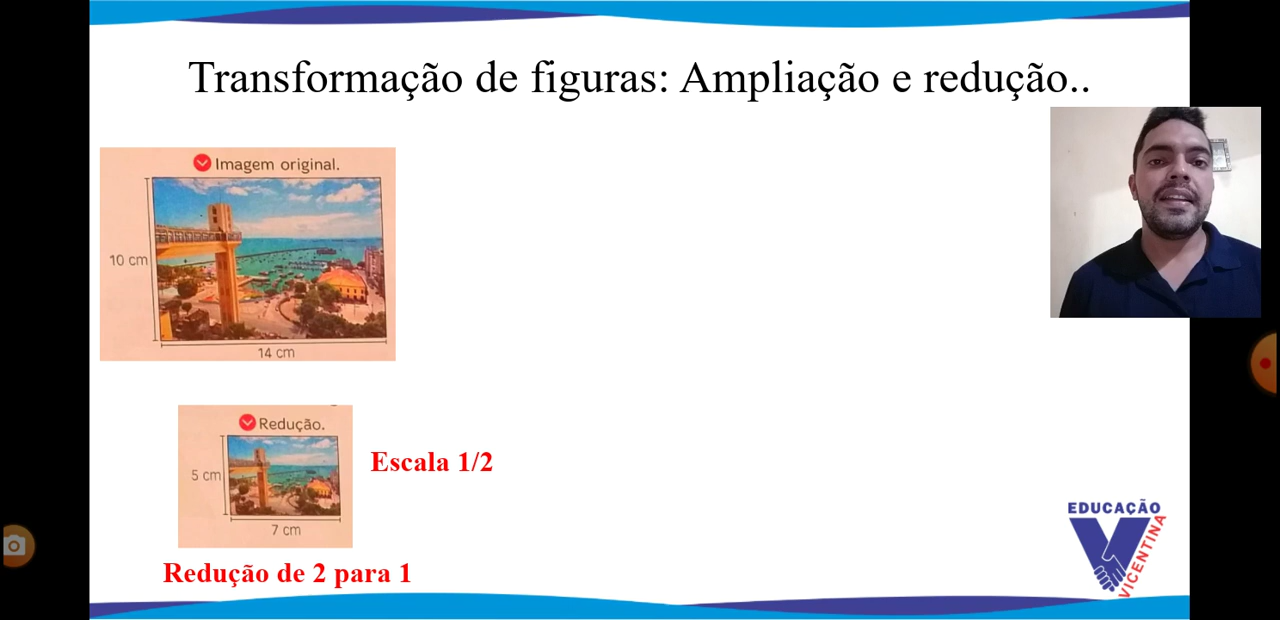 Transformação de figuras: Ampliação e redução..
Imagem original.
10 cm
14 cm
Redução.
5 cm
Escala 1/2
7 cm
Redução de 2 para 1
EDUCAÇÃO
VICENTINA